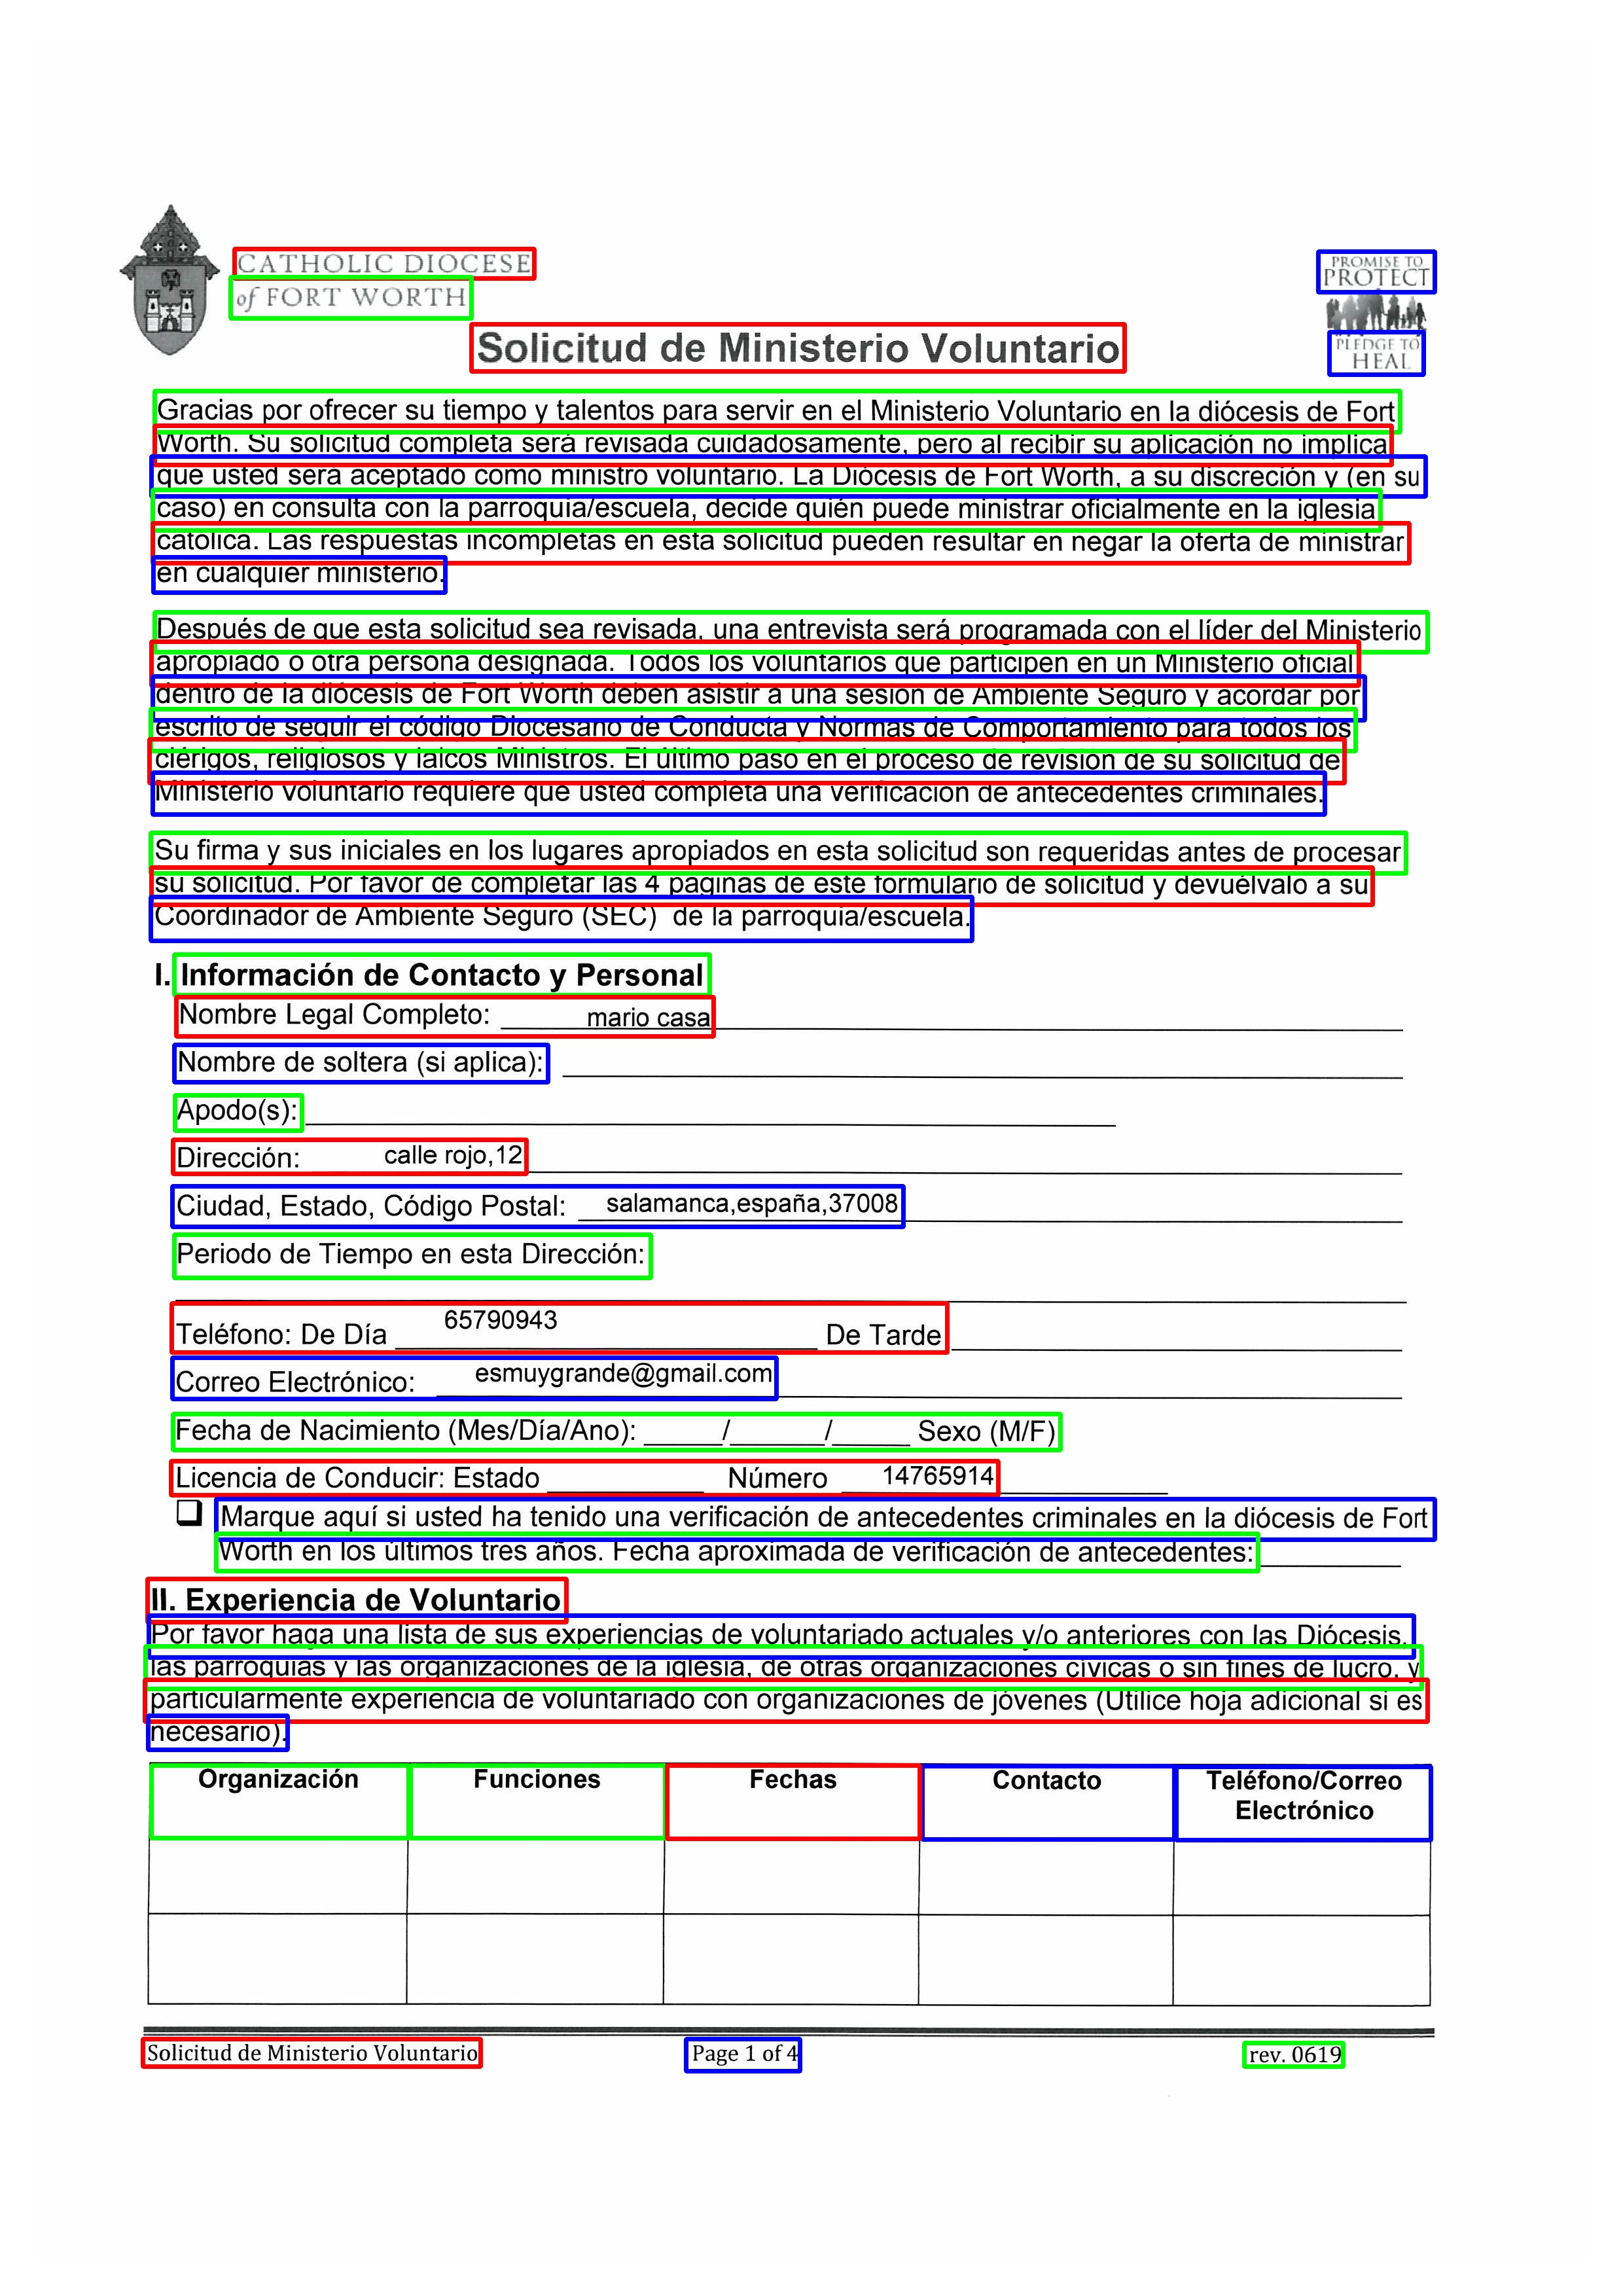 CATHOLIC DIOCESE
of FORT WORTH
PROMISE TO
PROTECT
PLEDGE TO
HEAL
Solicitud de Ministerio Voluntario
Gracias por ofrecer su tiempo y talentos para servir en el Ministerio Voluntario en la diócesis de Fort
Worth. Su solicitud completa será revisada cuidadosamente, pero al recibir su aplicación no implica
que usted será aceptado como ministro voluntario. La Diócesis de Fort Worth, a su discreción y (en su
caso) en consulta con la parroquia/escuela, decide quién puede ministrar oficialmente en la iglesia
católica. Las respuestas incompletas en esta solicitud pueden resultar en negar la oferta de ministrar
en cualquier ministerio.
Después de que esta solicitud sea revisada, una entrevista será programada con el líder del Ministerio
apropiado o otra persona designada. Todos los voluntarios que participen en un Ministerio oficial
dentro de la diócesis de Fort Worth deben asistir a una sesión de Ambiente Seguro y acordar por
escrito de seguir el código Diocesano de Conducta y Normas de Comportamiento para todos los
clérigos, religiosos y laicos Ministros. El último paso en el proceso de revisión de su solicitud de
Ministerio Voluntario requiere que usted completa una verificación de antecedentes criminales.
Su firma y sus iniciales en los lugares apropiados en esta solicitud son requeridas antes de procesar
su solicitud. Por favor de completar las 4 paginas de este formulario de solicitud y devuélvalo a su
Coordinador de Ambiente Seguro (SEC) de la parroquia/escuela.
I. Información de Contacto y Personal
Nombre Legal Completo: mario casa
Nombre de soltera (si aplica):
Apodo(s):
Dirección: calle rojo,12
Ciudad, Estado, Código Postal: salamanca,españa,37008
Periodo de Tiempo en esta Dirección:
Teléfono: De Día 65790943 De Tarde
Correo Electrónico: esmuygrande@gmail.com
Fecha de Nacimiento (Mes/Día/Ano): _____/______/_____ Sexo (M/F)
Licencia de Conducir: Estado __________ Número 14765914
❑ Marque aquí si usted ha tenido una verificación de antecedentes criminales en la diócesis de Fort
Worth en los últimos tres años. Fecha aproximada de verificación de antecedentes:
II. Experiencia de Voluntario
Por favor haga una lista de sus experiencias de voluntariado actuales y/o anteriores con las Diócesis,
las parroquias y las organizaciones de la iglesia, de otras organizaciones cívicas o sin fines de lucro, y
particularmente experiencia de voluntariado con organizaciones de jóvenes (Utilice hoja adicional si es
necesario).
Organización Funciones Fechas Contacto Teléfono/Correo
Electrónico
Solicitud de Ministerio Voluntario Page 1 of 4 rev. 0619